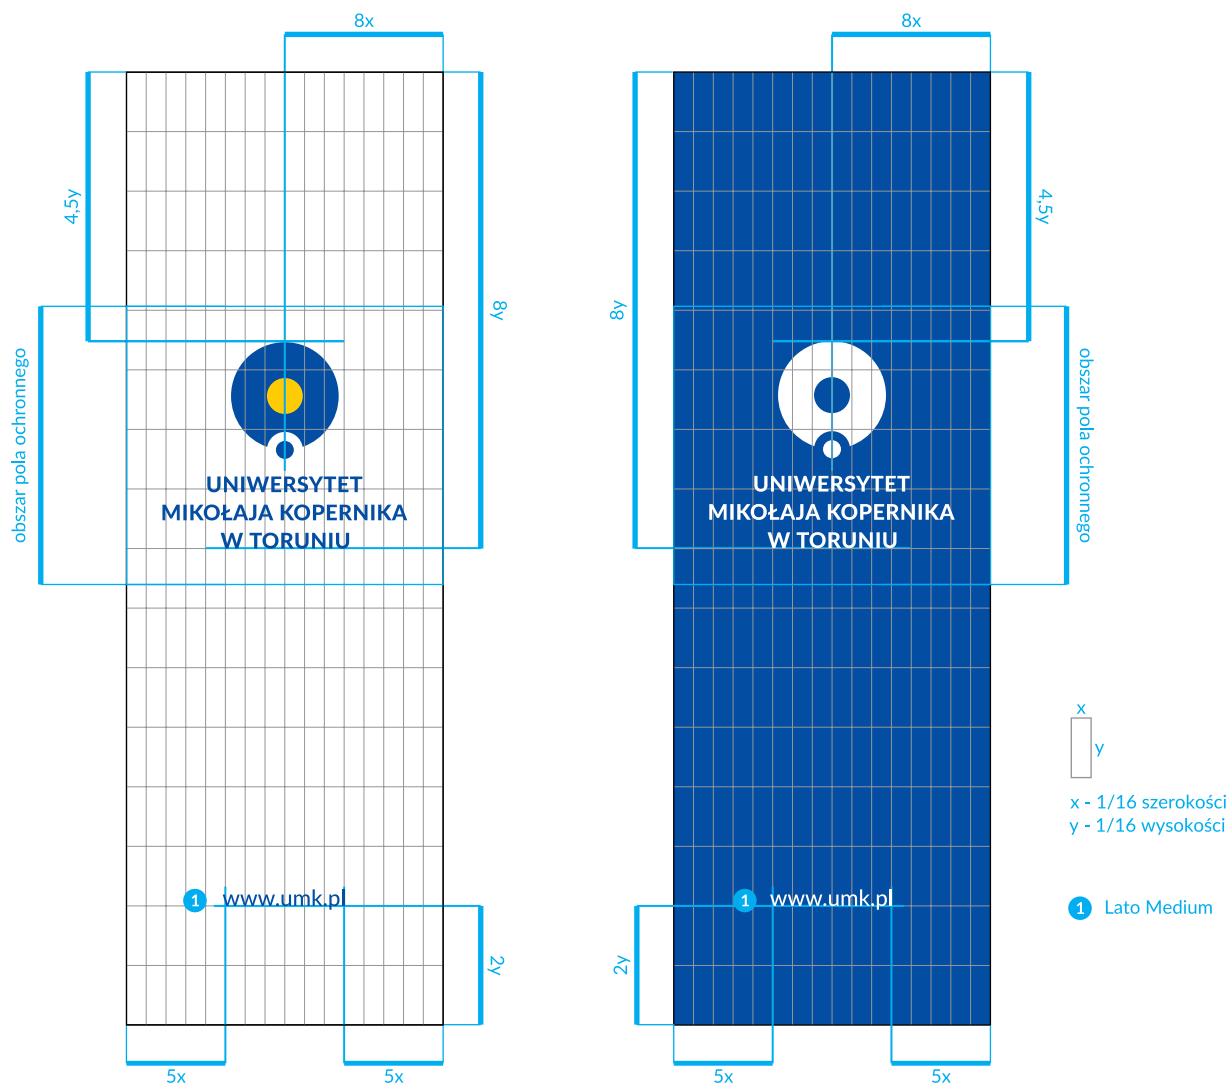 8x
4,5y
8y
obszar pola ochronnego
UNIWERSYTET
MIKOŁAJA KOPERNIKA
W TORUNIU
1 www.umk.pl
2y
5x
5x
8x
8y
4,5y
obszar pola ochronnego
UNIWERSYTET
MIKOŁAJA KOPERNIKA
W TORUNIU
1 www.umk.pl
2y
5x
5x
x
y
x - 1/16 szerokości
y - 1/16 wysokości
1 Lato Medium